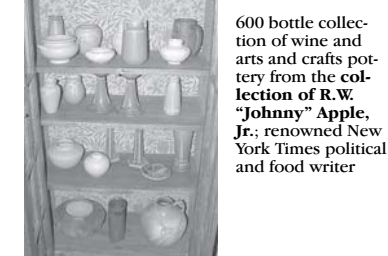 600 bottle collec-
tion of wine and
arts and crafts pot-
tery from the col-
lection of R.W.
“Johnny” Apple,
Jr.; renowned New
York Times political
and food writer